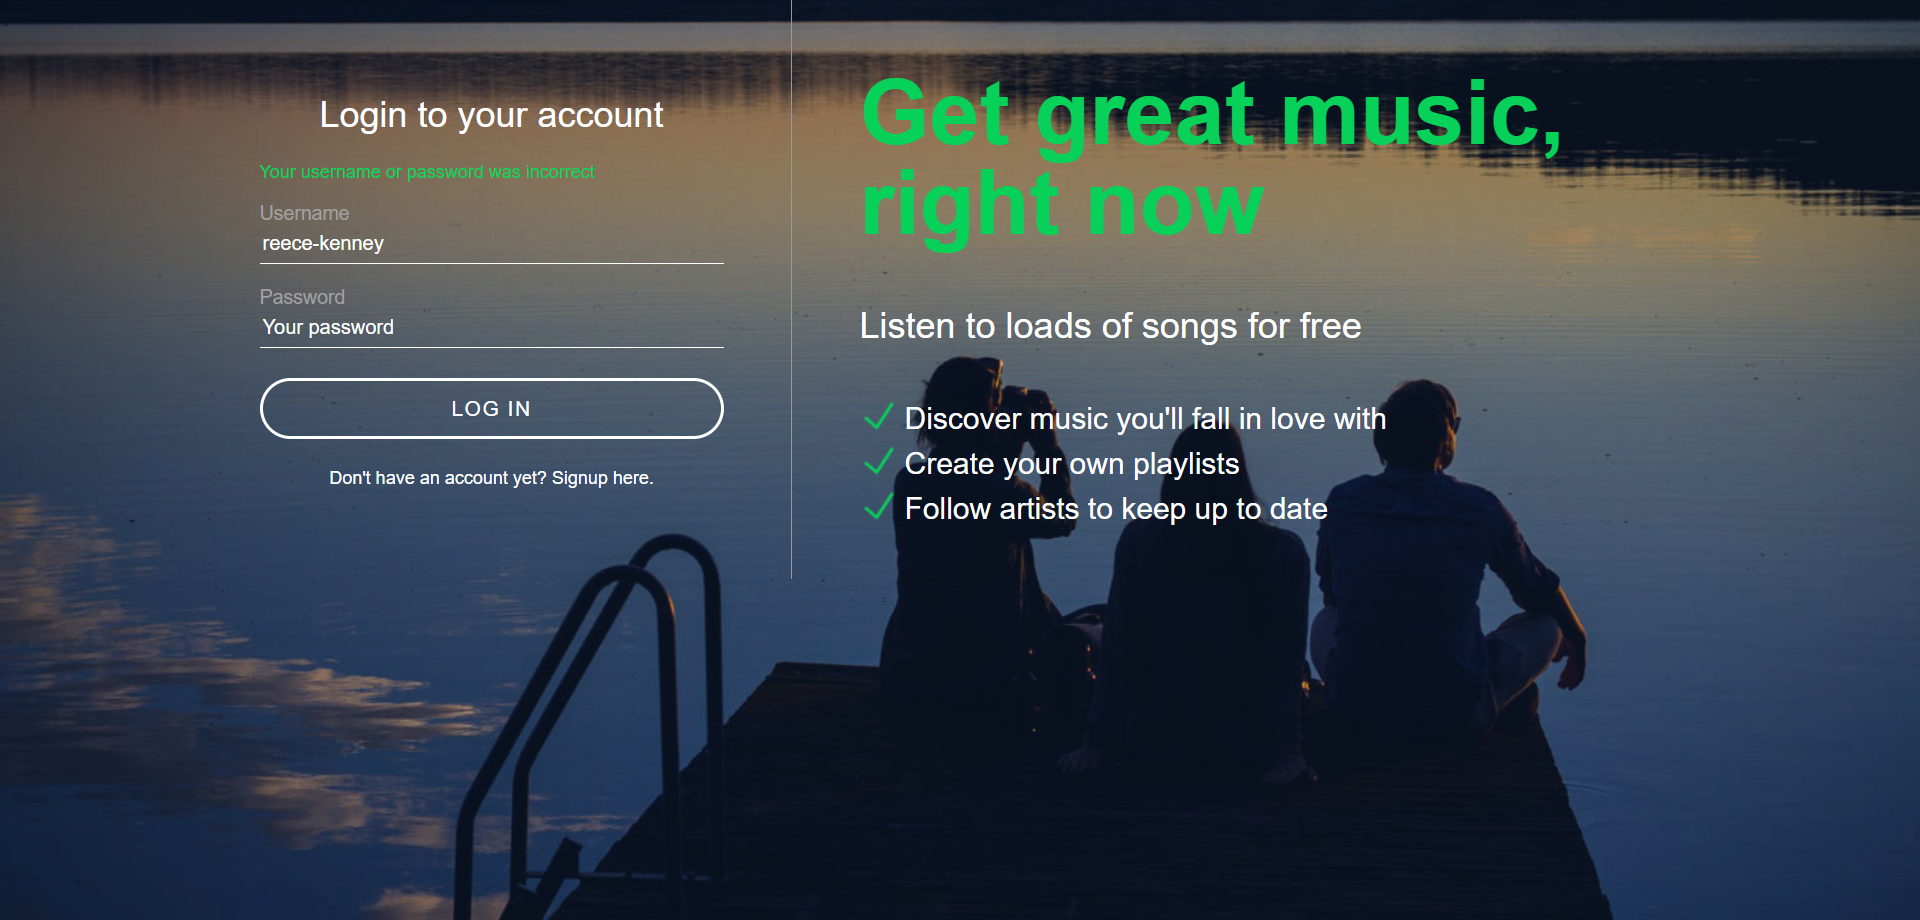 Login to your account
Your username or password was incorrect
Username
reece-kenney
Password
Your password
LOG IN
Don't have an account yet? Signup here.
Get great music,
right now
Listen to loads of songs for free
Discover music you'll fall in love with
Create your own playlists
Follow artists to keep up to date